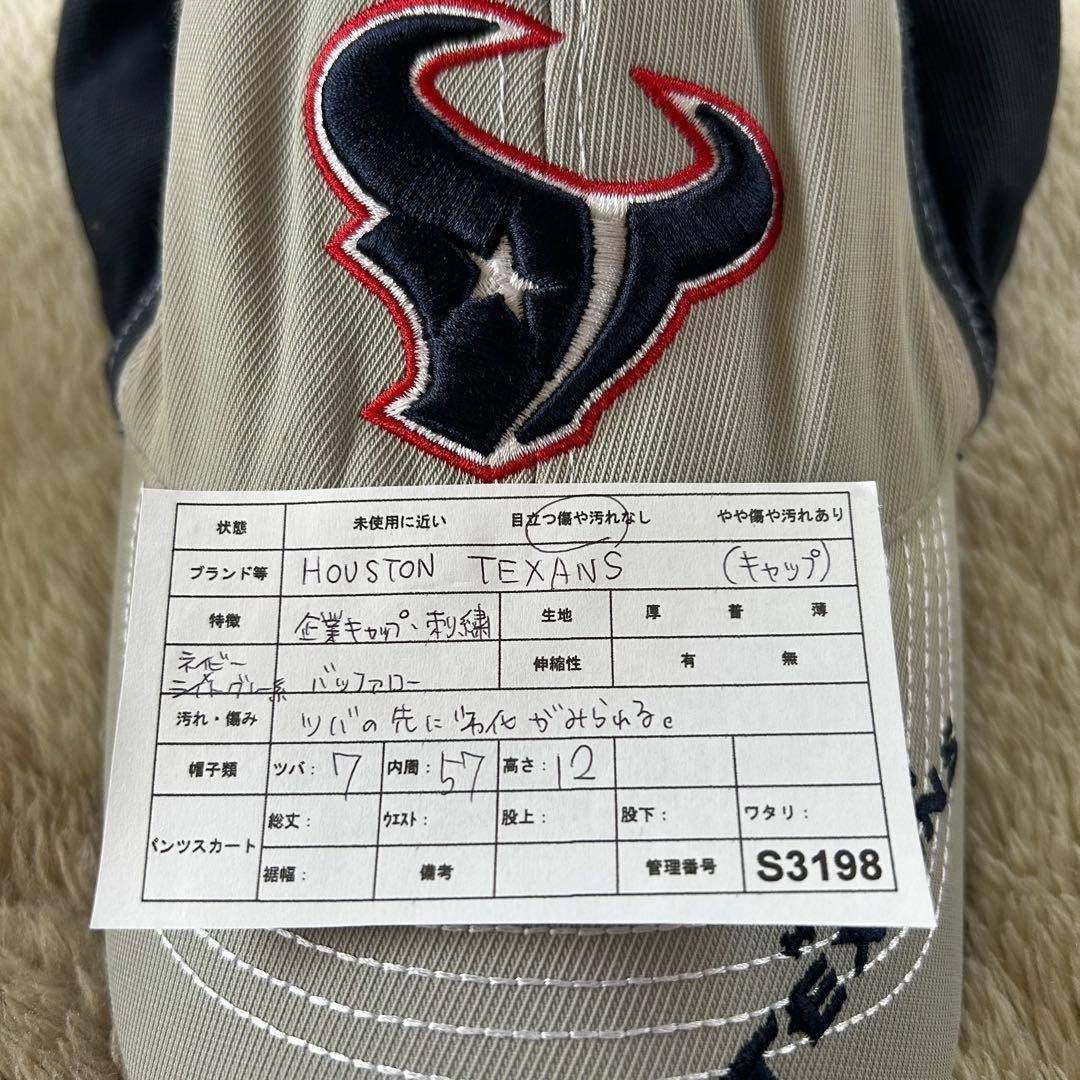 状態 未使用に近い 目立つ傷や汚れなし やや傷や汚れあり
ブランド等 HOUSTON TEXANS (キャップ)
特徴 企業キャップ・刺繍 生地 厚 普 薄
ネイビー
ライトグレー系 バッファロー 伸縮性 有 無
汚れ・傷み ツバの先に劣化がみられる。
帽子類 ツバ: 7 内周: 57 高さ: 12
パンツスカート 総丈: ウエスト: 股上: 股下: ワタリ:
裾幅: 備考 管理番号 S3198
TEXANS